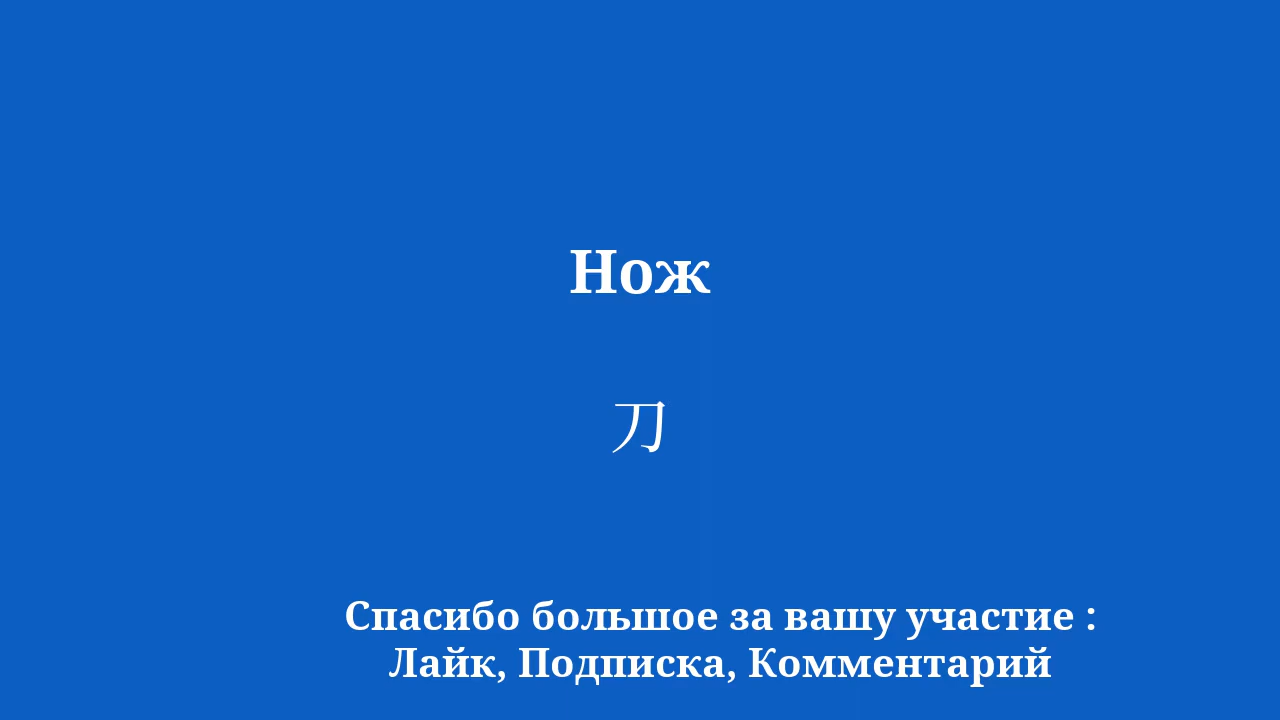 Нож
刀
Спасибо большое за вашу участие :
Лайк, Подписка, Комментарий